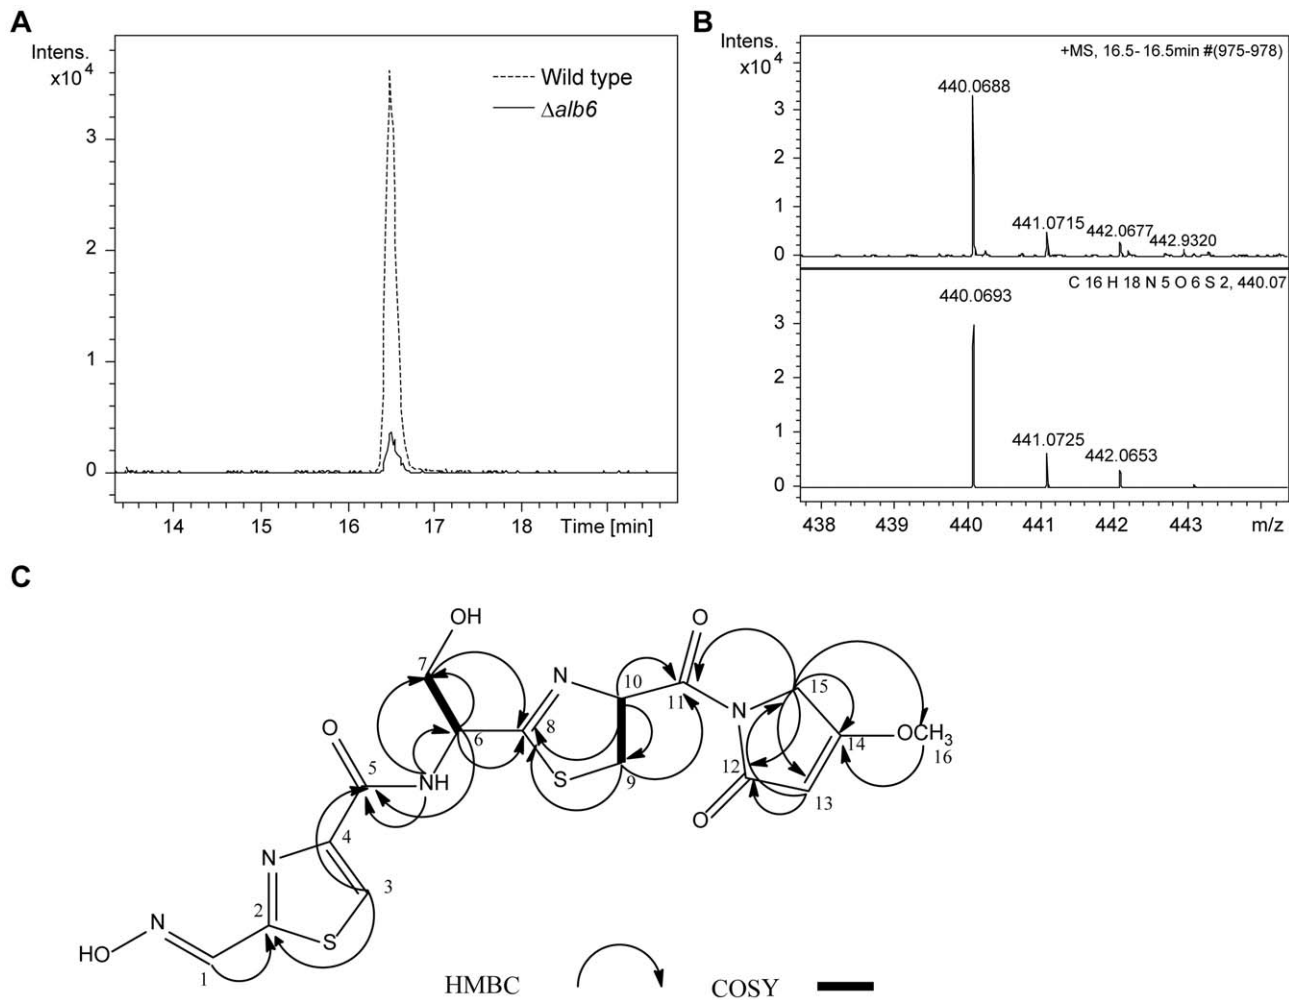 A
Intens.
x10⁴
3
2
1
0
14 15 16 17 18 Time [min]
Wild type
Δalb6
B
Intens.
x10⁴
+MS, 16.5- 16.5min #(975-978)
3
2
1
0
440.0688
441.0715
442.0677
442.9320
C 16 H 18 N 5 O 6 S 2, 440.07
3
2
1
0
440.0693
441.0725
442.0653
438 439 440 441 442 443 m/z
C
OH
O
7
N
10
11
N
15
O
6
8
14
OCH₃
16
5
NH
S
9
12
O
13
4
N
3
2
S
N
HO
1
HMBC
COSY